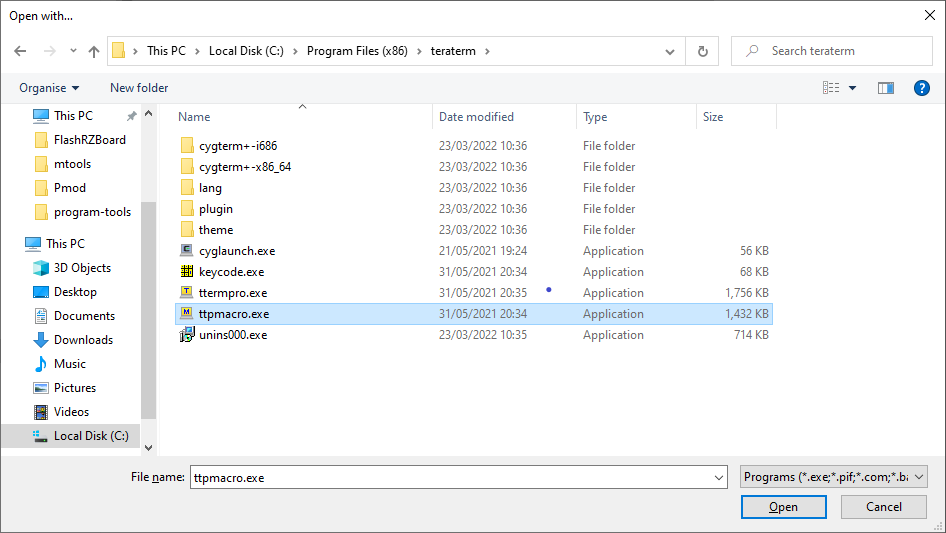 Open with...
This PC > Local Disk (C:) > Program Files (x86) > teraterm >
Search teraterm
Organise New folder
Name Date modified Type Size
This PC
FlashRZBoard
mtools
Pmod
program-tools
This PC
3D Objects
Desktop
Documents
Downloads
Music
Pictures
Videos
Local Disk (C:)
cygterm+-i686 23/03/2022 10:36 File folder
cygterm+-x86_64 23/03/2022 10:36 File folder
lang 23/03/2022 10:36 File folder
plugin 23/03/2022 10:36 File folder
theme 23/03/2022 10:36 File folder
cyglaunch.exe 21/05/2021 19:24 Application 56 KB
keycode.exe 31/05/2021 20:34 Application 68 KB
ttermpro.exe 31/05/2021 20:35 Application 1,756 KB
ttpmacro.exe 31/05/2021 20:34 Application 1,432 KB
unins000.exe 23/03/2022 10:35 Application 714 KB
File name: ttpmacro.exe Programs (*.exe;*.pif;*.com;*.ba
Open Cancel